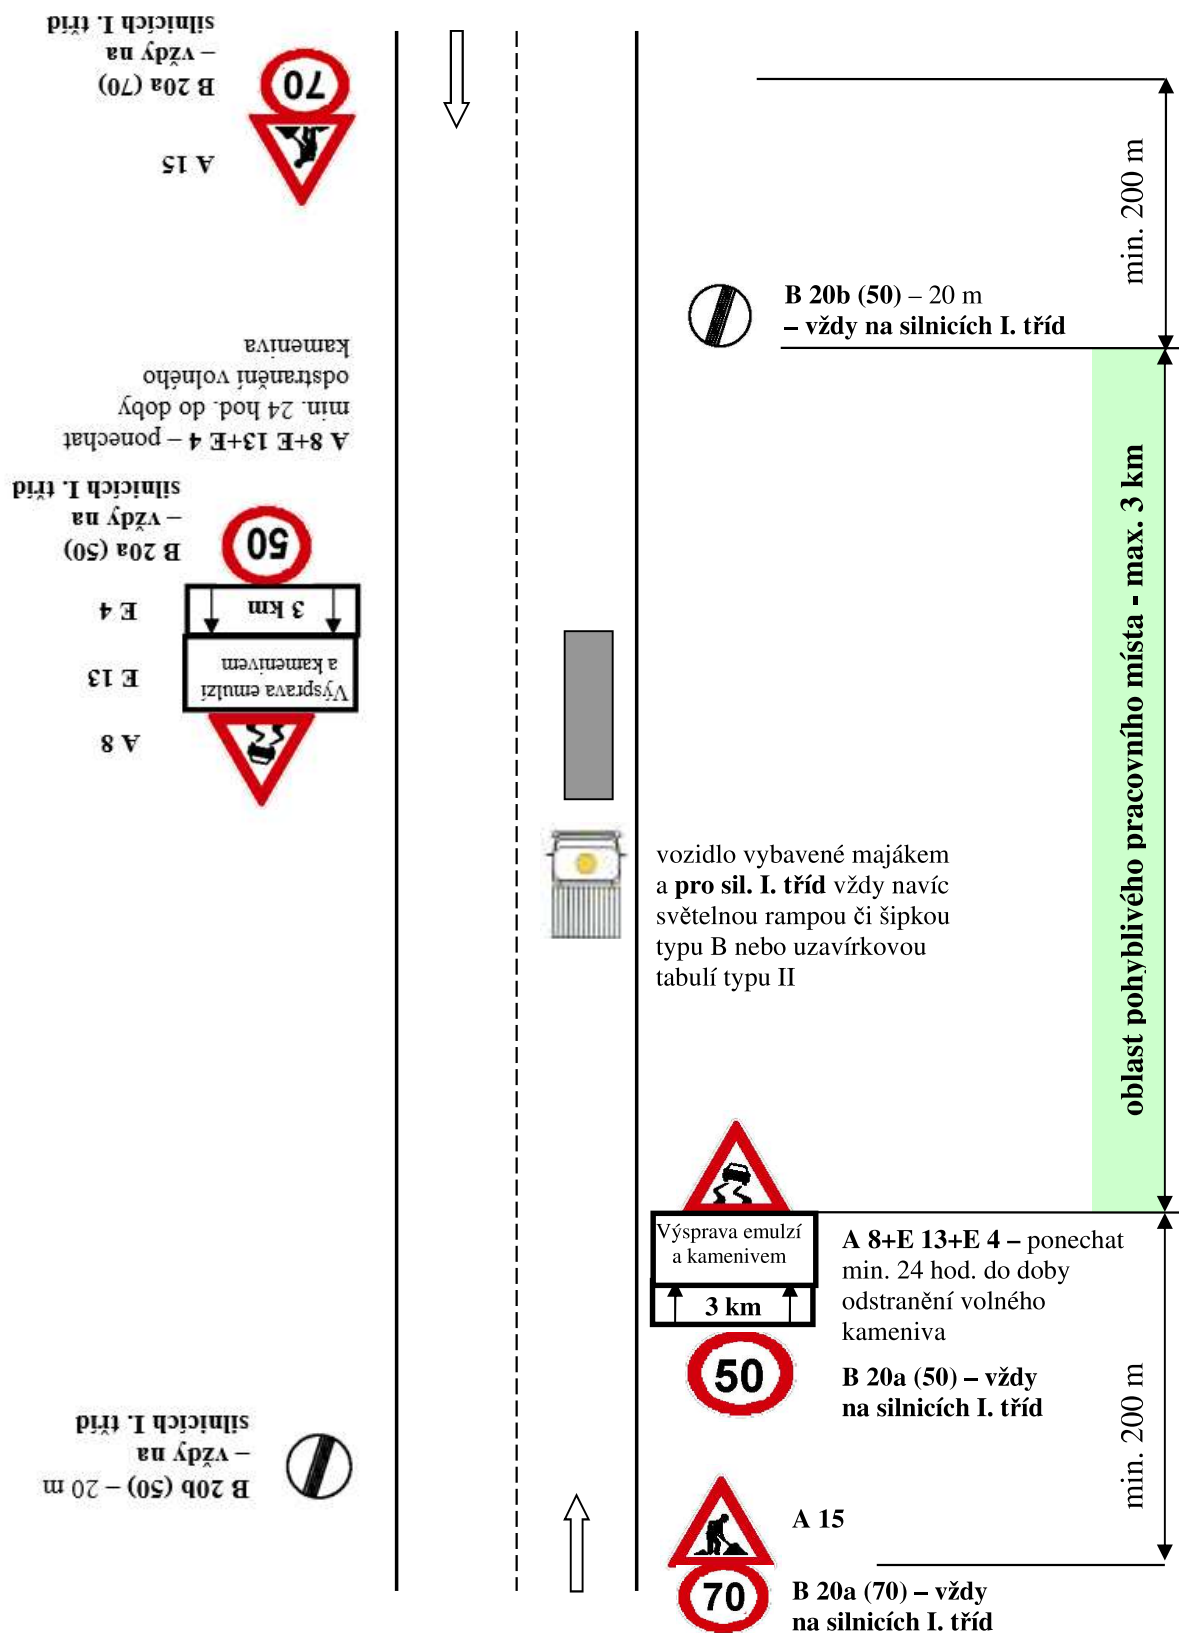 B 20a (70)
– vždy na
silnicích I. tříd
70
A 15
min. 200 m
B 20b (50) – 20 m
– vždy na silnicích I. tříd
A 8+E 13+E 4 – ponechat
min. 24 hod. do doby
odstranění volného
kameniva
B 20a (50)
– vždy na
silnicích I. tříd
50
E 4
3 km
E 13
Výsprava emulzí
a kamenivem
A 8
oblast pohyblivého pracovního místa - max. 3 km
vozidlo vybavené majákem
a pro sil. I. tříd vždy navíc
světelnou rampou či šipkou
typu B nebo uzavírkovou
tabulí typu II
Výsprava emulzí
a kamenivem
3 km
A 8+E 13+E 4 – ponechat
min. 24 hod. do doby
odstranění volného
kameniva
50
B 20a (50) – vždy
na silnicích I. tříd
min. 200 m
B 20b (50) – 20 m
– vždy na
silnicích I. tříd
A 15
70
B 20a (70) – vždy
na silnicích I. tříd